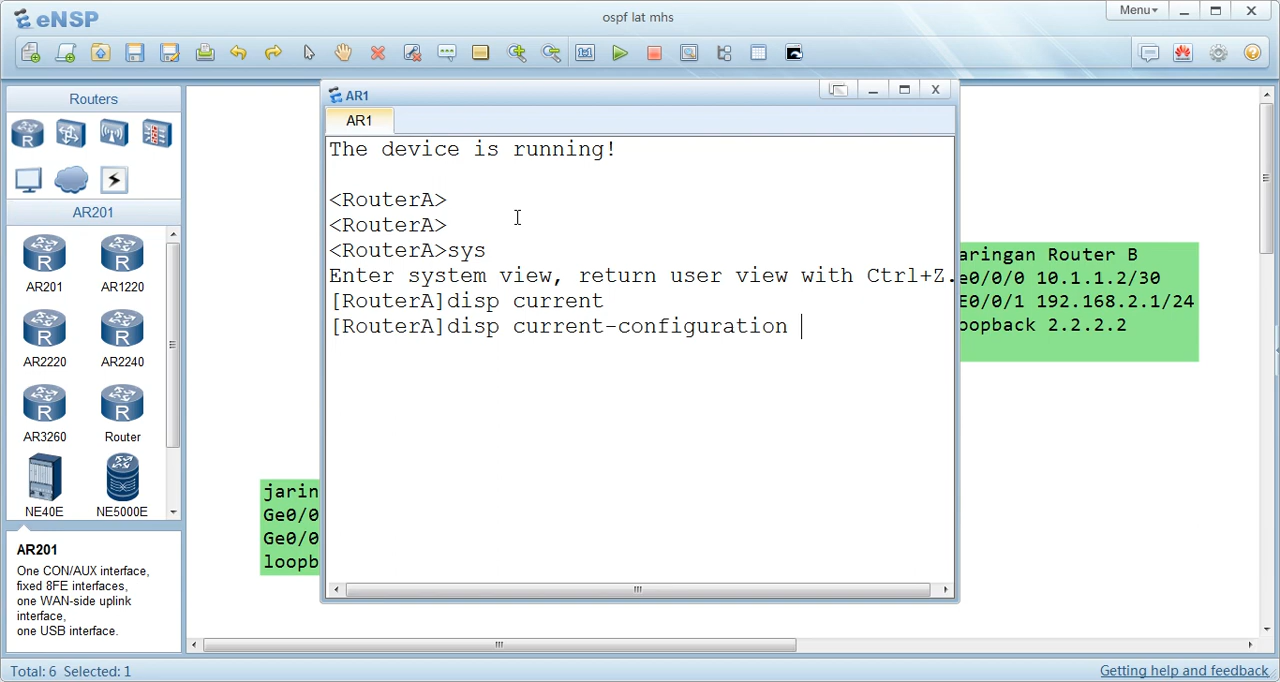 eNSP
ospf lat mhs
Menu
Routers
AR201
AR201
AR1220
AR2220
AR2240
AR3260
Router
NE40E
NE5000E
AR201
One CON/AUX interface,
fixed 8FE interfaces,
one WAN-side uplink
interface,
one USB interface.
AR1
AR1
The device is running!
<RouterA>
<RouterA>
<RouterA>sys
Enter system view, return user view with Ctrl+Z.
[RouterA]disp current
[RouterA]disp current-configuration
aringan Router B
e0/0/0 10.1.1.2/30
E0/0/1 192.168.2.1/24
oopback 2.2.2.2
jarin
Ge0/0
Ge0/0
loopb
Total: 6 Selected: 1
Getting help and feedback